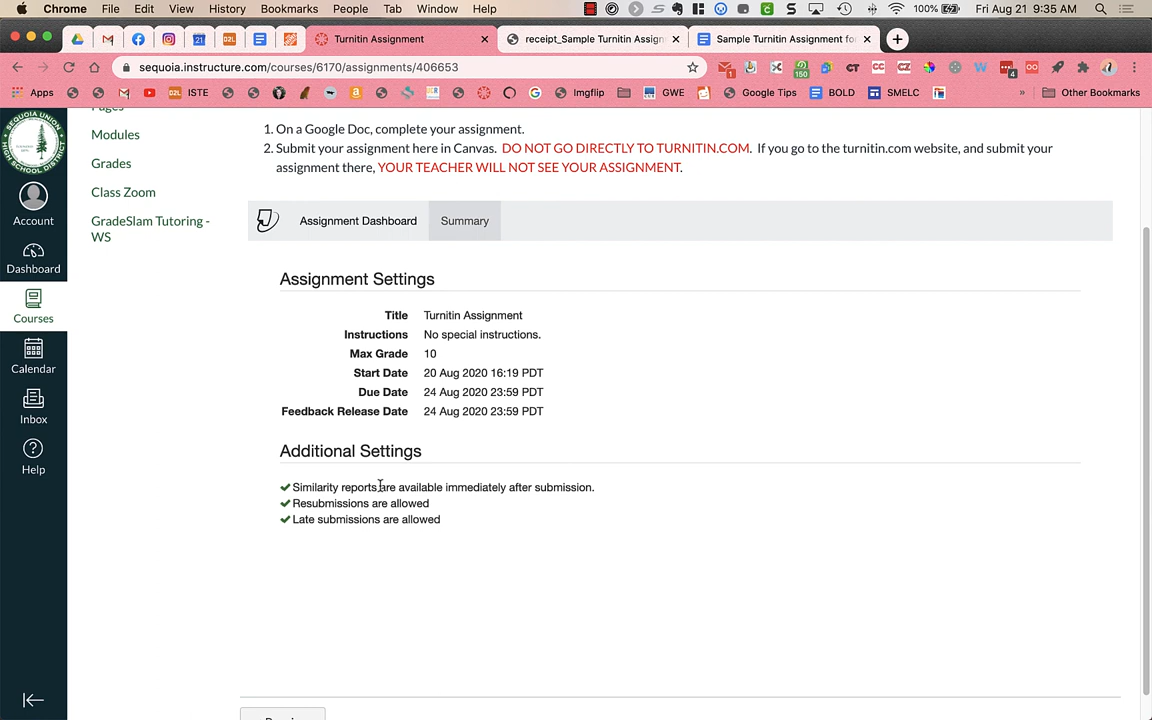 Chrome File Edit View History Bookmarks People Tab Window Help 100% Fri Aug 21 9:35 AM
Turnitin Assignment receipt_Sample Turnitin Assign Sample Turnitin Assignment fo
sequoia.instructure.com/courses/6170/assignments/406653
Apps ISTE Imgflip GWE Google Tips BOLD SMELC Other Bookmarks
SEQUOIA UNION
HIGH SCHOOL DISTRICT
Account
Dashboard
Courses
Calendar
Inbox
Help
Pages
Modules
Grades
Class Zoom
GradeSlam Tutoring -
WS
1. On a Google Doc, complete your assignment.
2. Submit your assignment here in Canvas. DO NOT GO DIRECTLY TO TURNITIN.COM. If you go to the turnitin.com website, and submit your
assignment there, YOUR TEACHER WILL NOT SEE YOUR ASSIGNMENT.
Assignment Dashboard Summary
Assignment Settings
Title Turnitin Assignment
Instructions No special instructions.
Max Grade 10
Start Date 20 Aug 2020 16:19 PDT
Due Date 24 Aug 2020 23:59 PDT
Feedback Release Date 24 Aug 2020 23:59 PDT
Additional Settings
Similarity reports are available immediately after submission.
Resubmissions are allowed
Late submissions are allowed